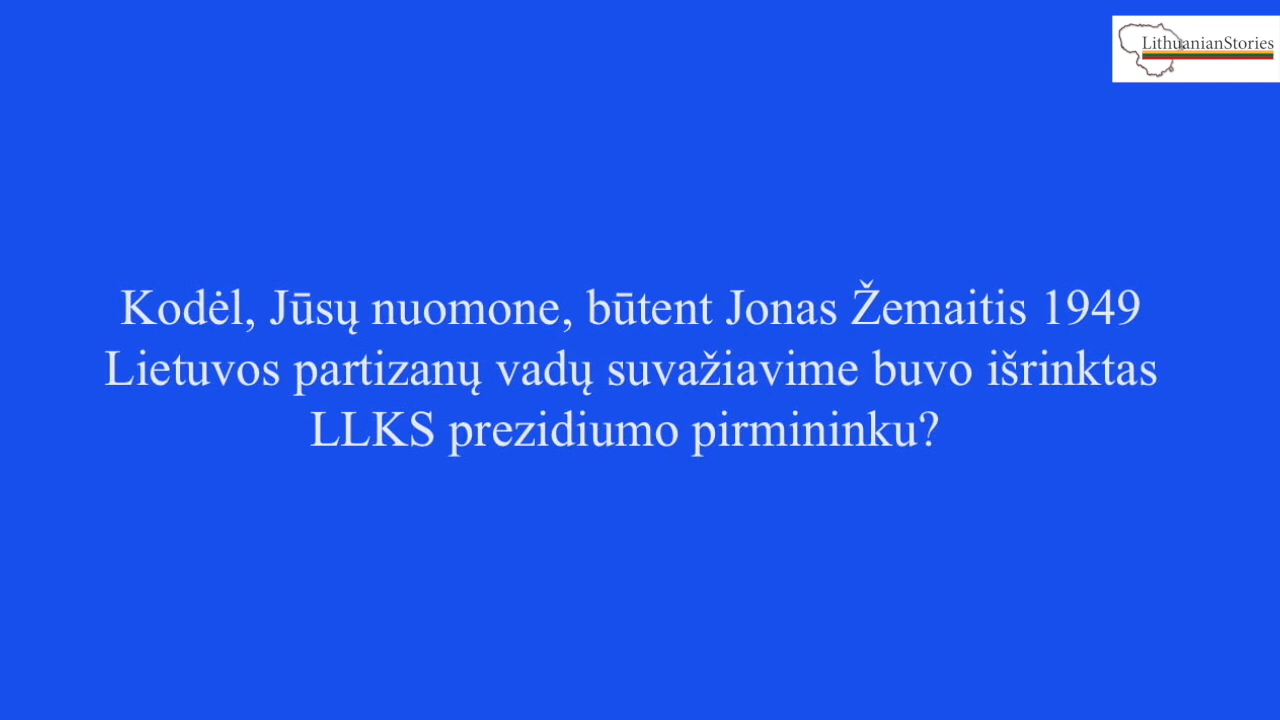 LithuanianStories
Kodėl, Jūsų nuomone, būtent Jonas Žemaitis 1949
Lietuvos partizanų vadų suvažiavime buvo išrinktas
LLKS prezidiumo pirmininku?